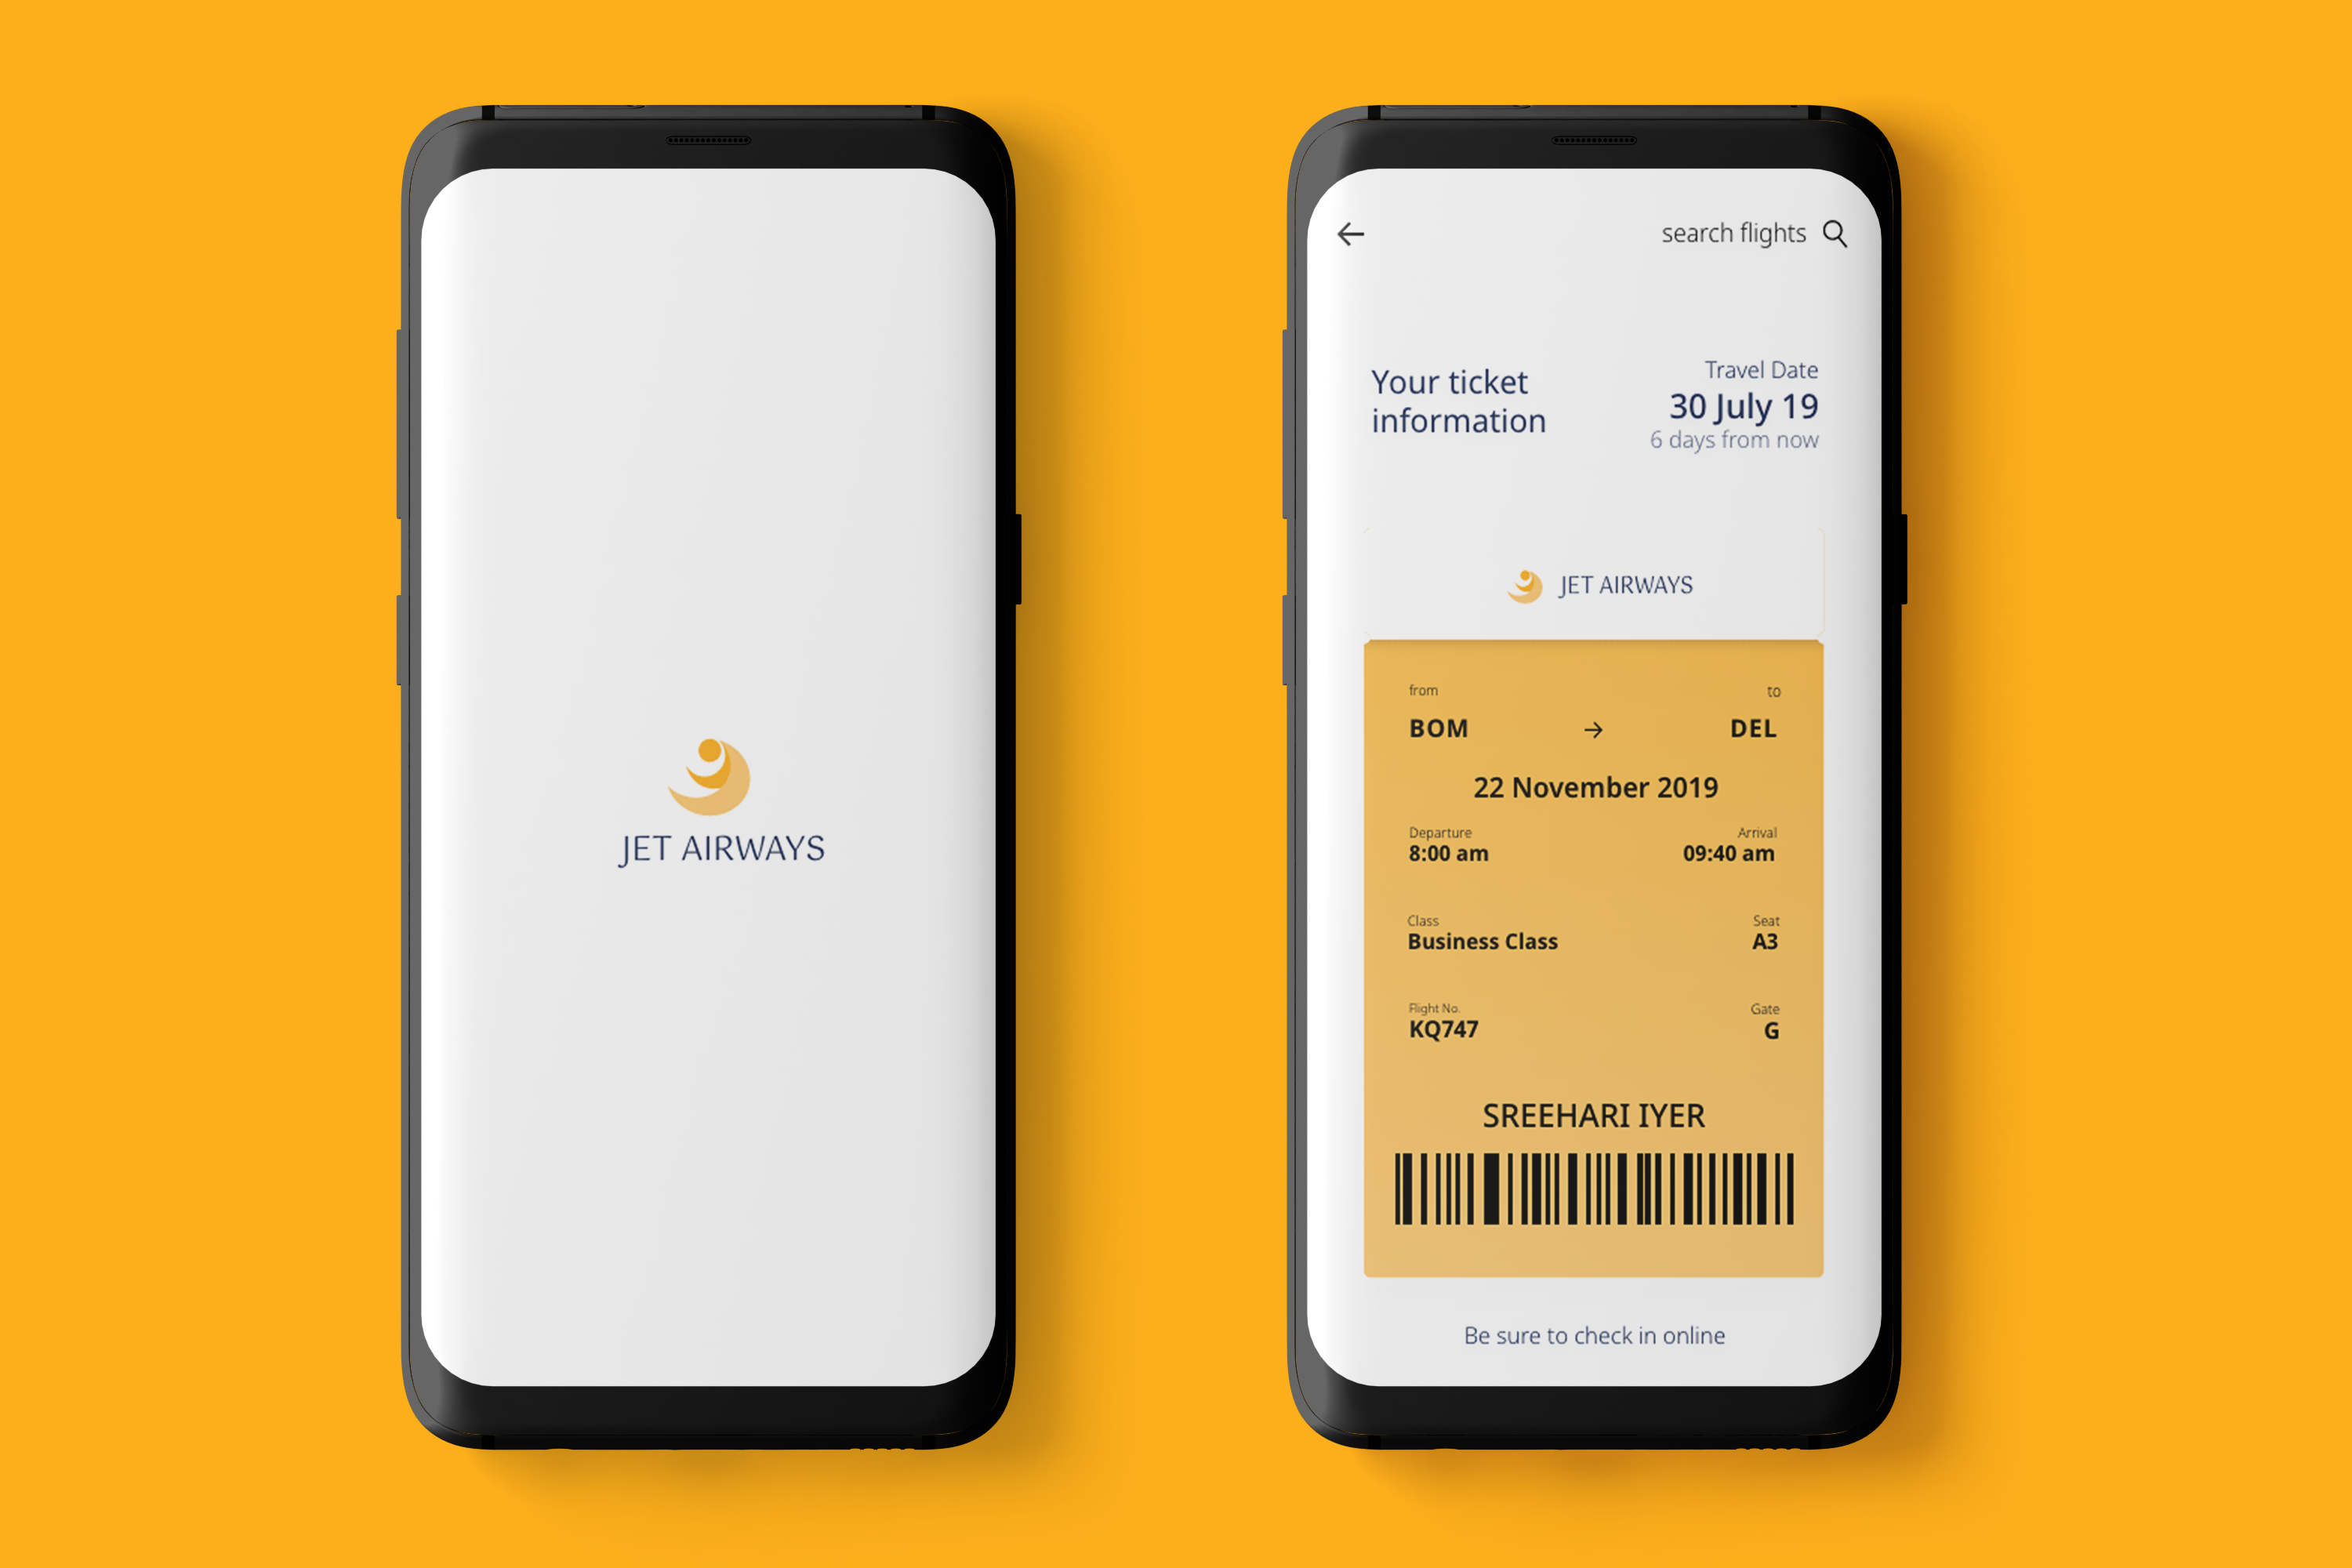 JET AIRWAYS
search flights
Your ticket
information
Travel Date
30 July 19
6 days from now
JET AIRWAYS
from
to
BOM
DEL
22 November 2019
Departure
Arrival
8:00 am
09:40 am
Class
Seat
Business Class
A3
Flight No.
Gate
KQ747
G
SREEHARI IYER
Be sure to check in online